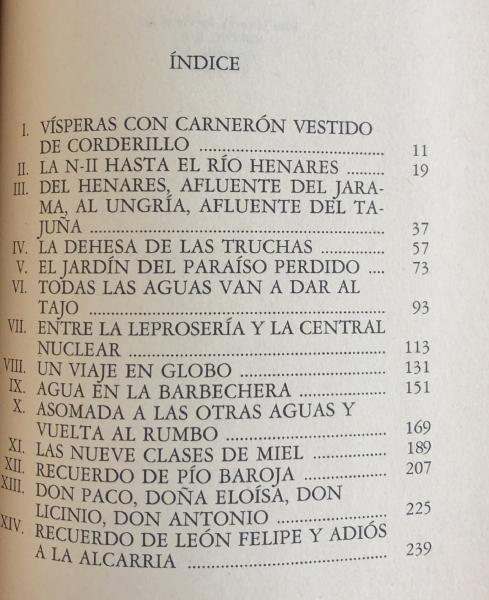 ÍNDICE
I. VÍSPERAS CON CARNERÓN VESTIDO
DE CORDERILLO .......................... 11
II. LA N-II HASTA EL RÍO HENARES ....... 19
III. DEL HENARES, AFLUENTE DEL JARA-
MA, AL UNGRÍA, AFLUENTE DEL TA-
JUÑA .......................... 37
IV. LA DEHESA DE LAS TRUCHAS ........... 57
V. EL JARDÍN DEL PARAÍSO PERDIDO .... 73
VI. TODAS LAS AGUAS VAN A DAR AL
TAJO .......................... 93
VII. ENTRE LA LEPROSERÍA Y LA CENTRAL
NUCLEAR .......................... 113
VIII. UN VIAJE EN GLOBO .......................... 131
IX. AGUA EN LA BARBECHERA ................ 151
X. ASOMADA A LAS OTRAS AGUAS Y
VUELTA AL RUMBO .......................... 169
XI. LAS NUEVE CLASES DE MIEL ............. 189
XII. RECUERDO DE PÍO BAROJA ................ 207
XIII. DON PACO, DOÑA ELOÍSA, DON
LICINIO, DON ANTONIO ................ 225
XIV. RECUERDO DE LEÓN FELIPE Y ADIÓS
A LA ALCARRIA .......................... 239